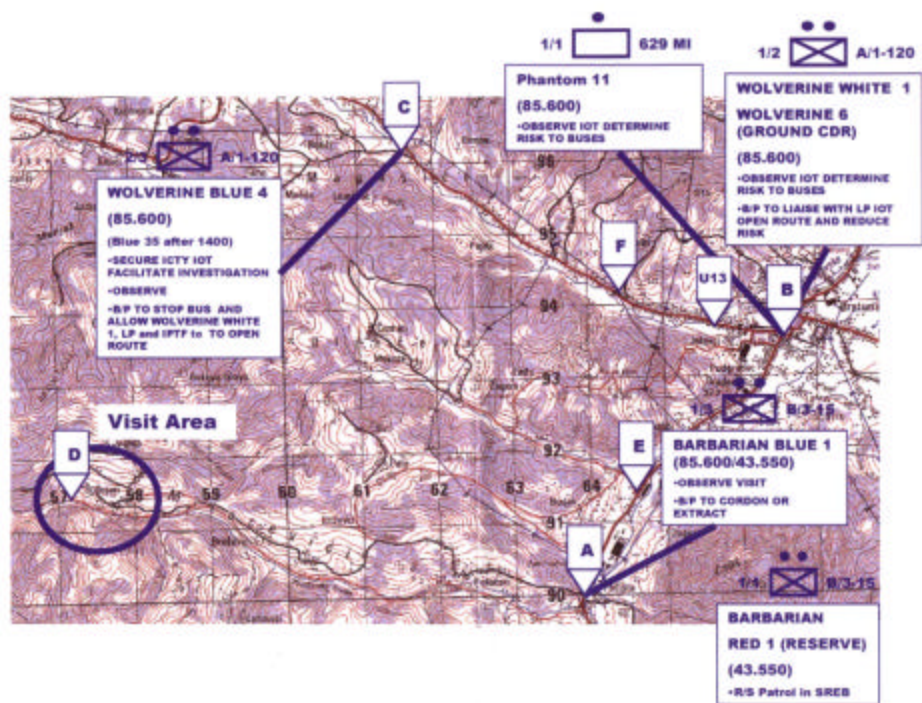 1/1 629 MI
Phantom 11
(85.600)
•OBSERVE IOT DETERMINE
RISK TO BUSES
1/2 A/1-120
WOLVERINE WHITE 1
WOLVERINE 6
(GROUND CDR)
(85.600)
•OBSERVE IOT DETERMINE
RISK TO BUSES
•B/P TO LIAISE WITH LP IOT
OPEN ROUTE AND REDUCE
RISK
C
2/3 A/1-120
WOLVERINE BLUE 4
(85.600)
(Blue 35 after 1400)
•SECURE ICTY IOT
FACILITATE INVESTIGATION
•OBSERVE
•B/P TO STOP BUS AND
ALLOW WOLVERINE WHITE
1, LP and IPTF to TO OPEN
ROUTE
96
95
F
U13
B
94
93
1/3 B/3-15
BARBARIAN BLUE 1
(85.600/43.550)
•OBSERVE VISIT
•B/P TO CORDON OR
EXTRACT
Visit Area
D
E
92
57 58 59 60 61 62 63 64
91
A
90
1/4 B/3-15
BARBARIAN
RED 1 (RESERVE)
(43.550)
•R/S Patrol in SREB